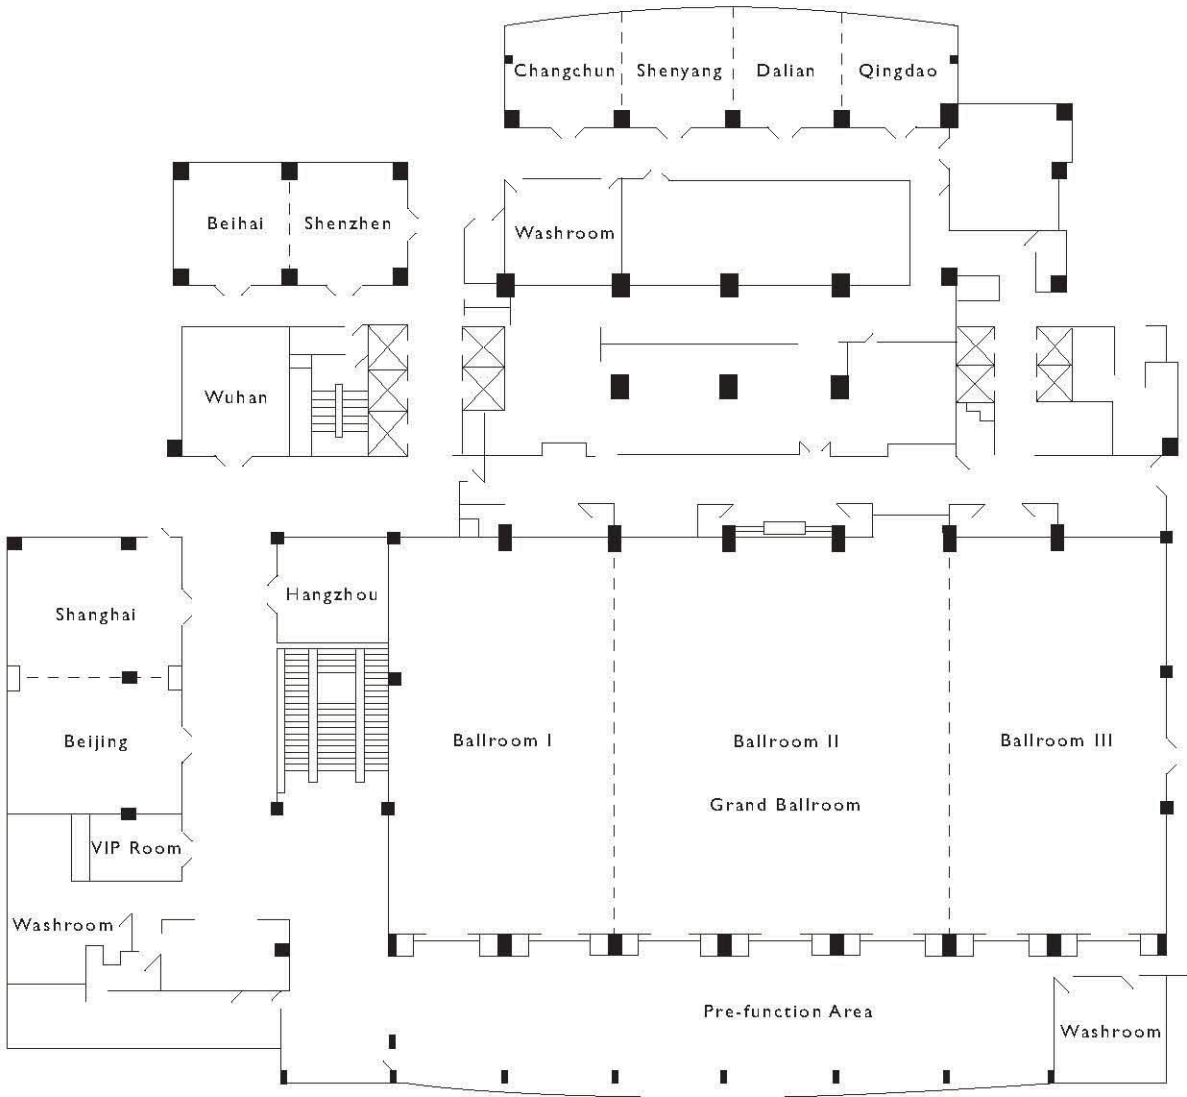 Changchun
Shenyang
Dalian
Qingdao
Beihai
Shenzhen
Washroom
Wuhan
Shanghai
Hangzhou
Beijing
Ballroom I
Ballroom II
Ballroom III
Grand Ballroom
VIP Room
Washroom
Pre-function Area
Washroom